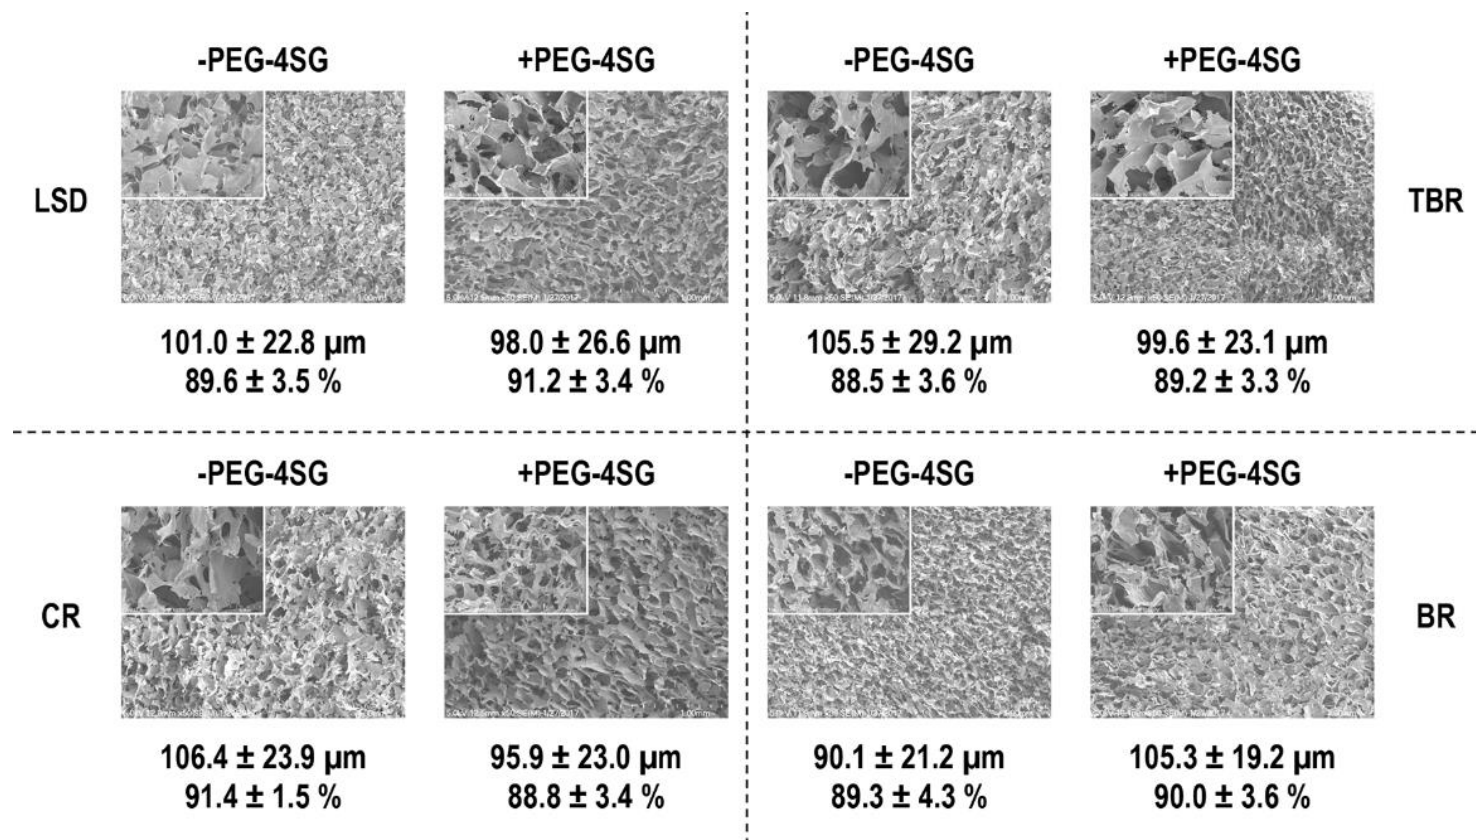 -PEG-4SG +PEG-4SG -PEG-4SG +PEG-4SG
LSD TBR
1.00mm
101.0 ± 22.8 µm 98.0 ± 26.6 µm 105.5 ± 29.2 µm 99.6 ± 23.1 µm
89.6 ± 3.5 % 91.2 ± 3.4 % 88.5 ± 3.6 % 89.2 ± 3.3 %
-PEG-4SG +PEG-4SG -PEG-4SG +PEG-4SG
CR BR
1.00mm
106.4 ± 23.9 µm 95.9 ± 23.0 µm 90.1 ± 21.2 µm 105.3 ± 19.2 µm
91.4 ± 1.5 % 88.8 ± 3.4 % 89.3 ± 4.3 % 90.0 ± 3.6 %